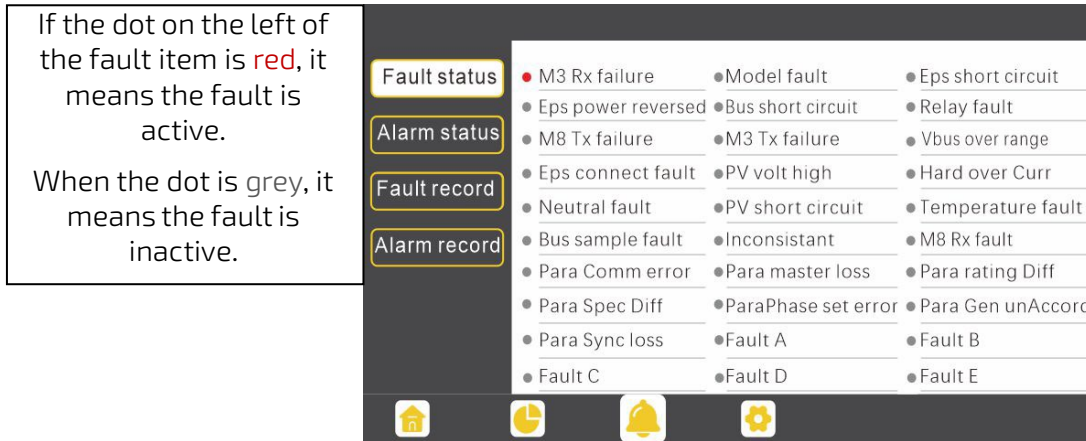 If the dot on the left of
the fault item is red, it
means the fault is
active.
When the dot is grey, it
means the fault is
inactive.
Fault status
Alarm status
Fault record
Alarm record
M3 Rx failure Model fault Eps short circuit
Eps power reversed Bus short circuit Relay fault
M8 Tx failure M3 Tx failure Vbus over range
Eps connect fault PV volt high Hard over Curr
Neutral fault PV short circuit Temperature fault
Bus sample fault Inconsistant M8 Rx fault
Para Comm error Para master loss Para rating Diff
Para Spec Diff ParaPhase set error Para Gen unAccord
Para Sync loss Fault A Fault B
Fault C Fault D Fault E